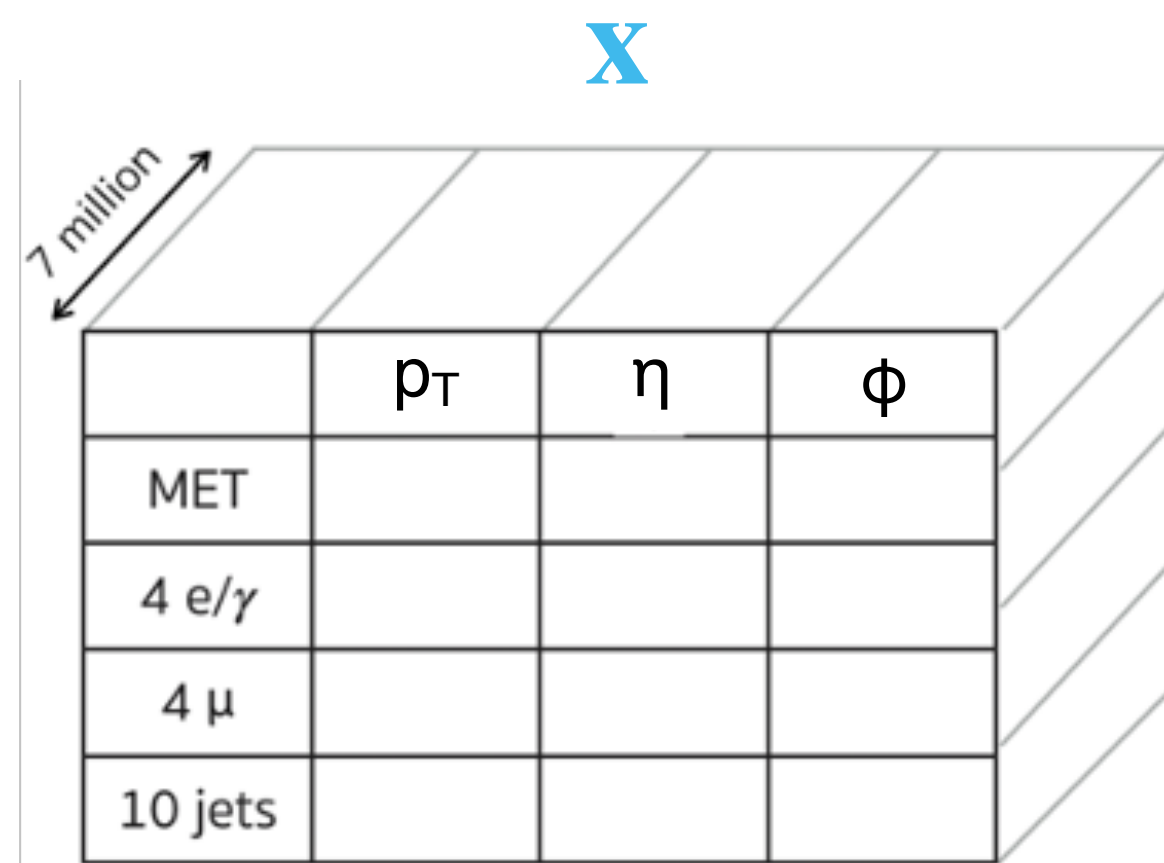 X
7 million
pT η ϕ
MET
4 e/γ
4 μ
10 jets